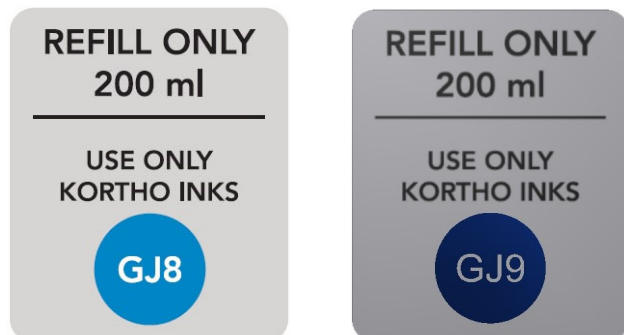 REFILL ONLY
200 ml
USE ONLY
KORTHO INKS
GJ8
REFILL ONLY
200 ml
USE ONLY
KORTHO INKS
GJ9